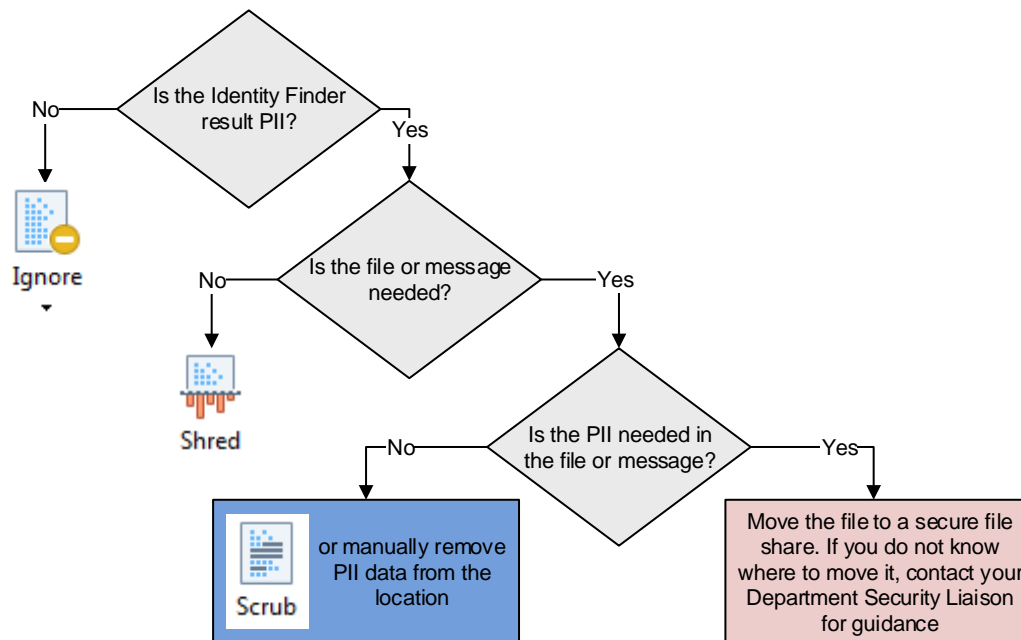 Is the Identity Finder
result PII?
No
Yes
Ignore
Is the file or message
needed?
No
Yes
Shred
Is the PII needed in
the file or message?
No
Yes
Scrub
or manually remove
PII data from the
location
Move the file to a secure file
share. If you do not know
where to move it, contact your
Department Security Liaison
for guidance